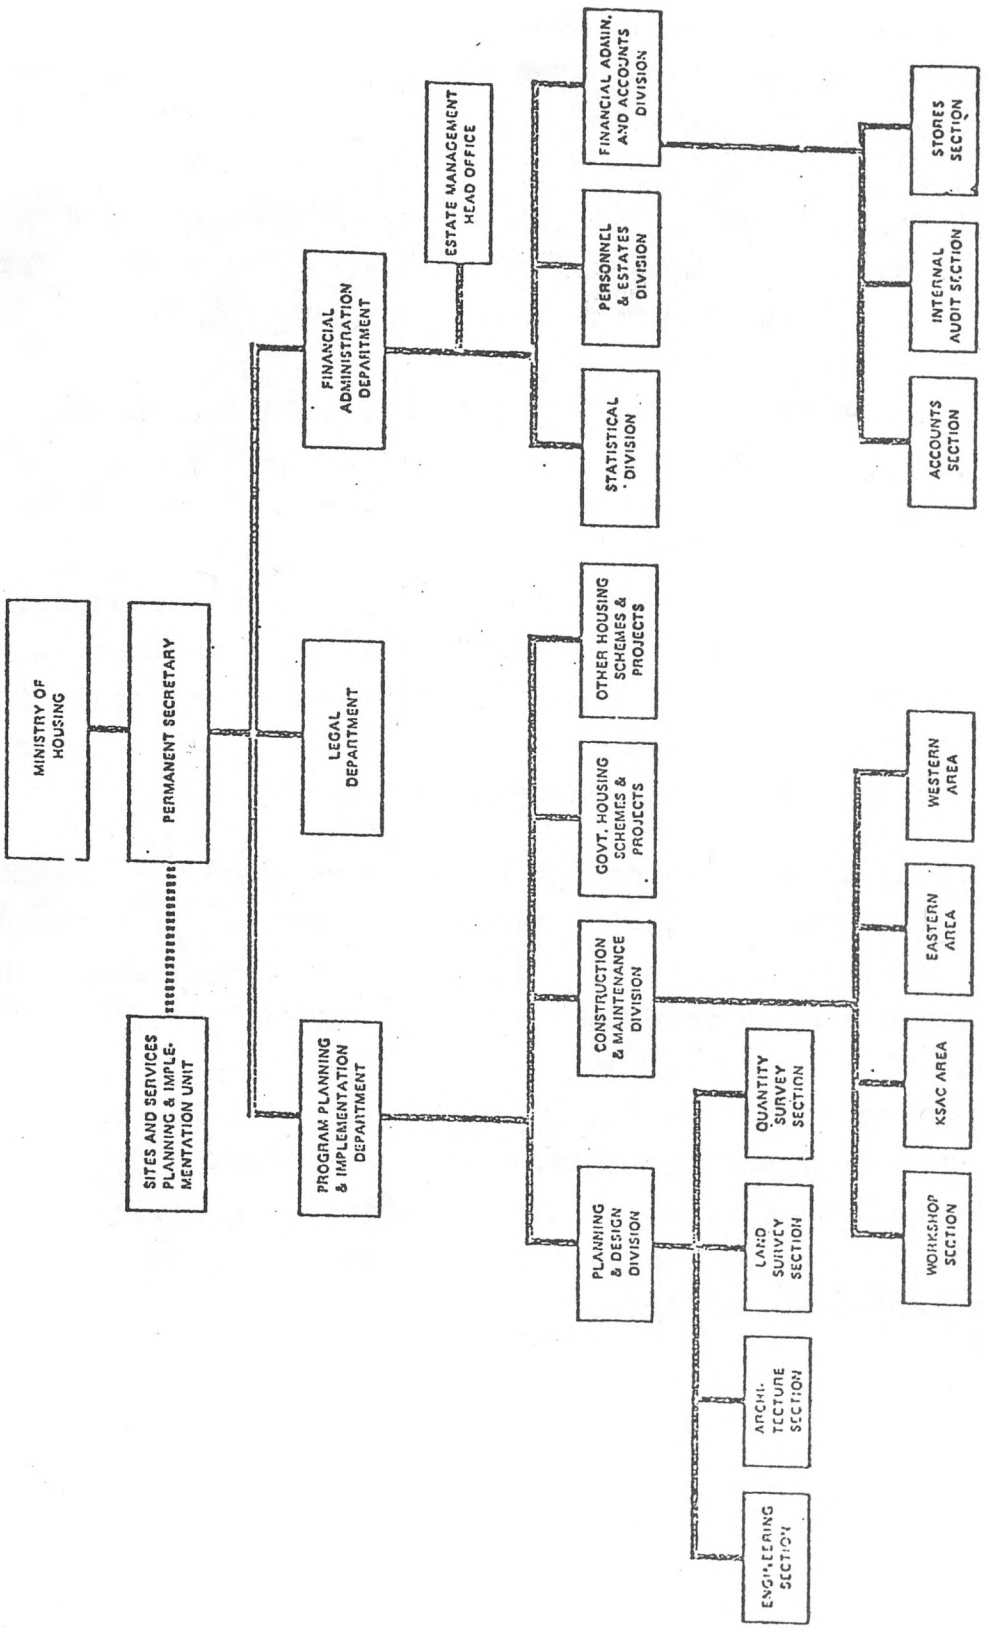 MINISTRY OF
HOUSING
PERMANENT SECRETARY
SITES AND SERVICES
PLANNING & IMPLE-
MENTATION UNIT
PROGRAM PLANNING
& IMPLEMENTATION
DEPARTMENT
LEGAL
DEPARTMENT
FINANCIAL
ADMINISTRATION
DEPARTMENT
ESTATE MANAGEMENT
HEAD OFFICE
PLANNING
& DESIGN
DIVISION
CONSTRUCTION
& MAINTENANCE
DIVISION
GOVT. HOUSING
SCHEMES &
PROJECTS
OTHER HOUSING
SCHEMES &
PROJECTS
STATISTICAL
DIVISION
PERSONNEL
& ESTATES
DIVISION
FINANCIAL ADMIN.
AND ACCOUNTS
DIVISION
ENGINEERING
SECTION
ARCHI-
TECTURE
SECTION
LAND
SURVEY
SECTION
QUANTITY
SURVEY
SECTION
WORKSHOP
SECTION
KSAC AREA
EASTERN
AREA
WESTERN
AREA
ACCOUNTS
SECTION
INTERNAL
AUDIT SECTION
STORES
SECTION